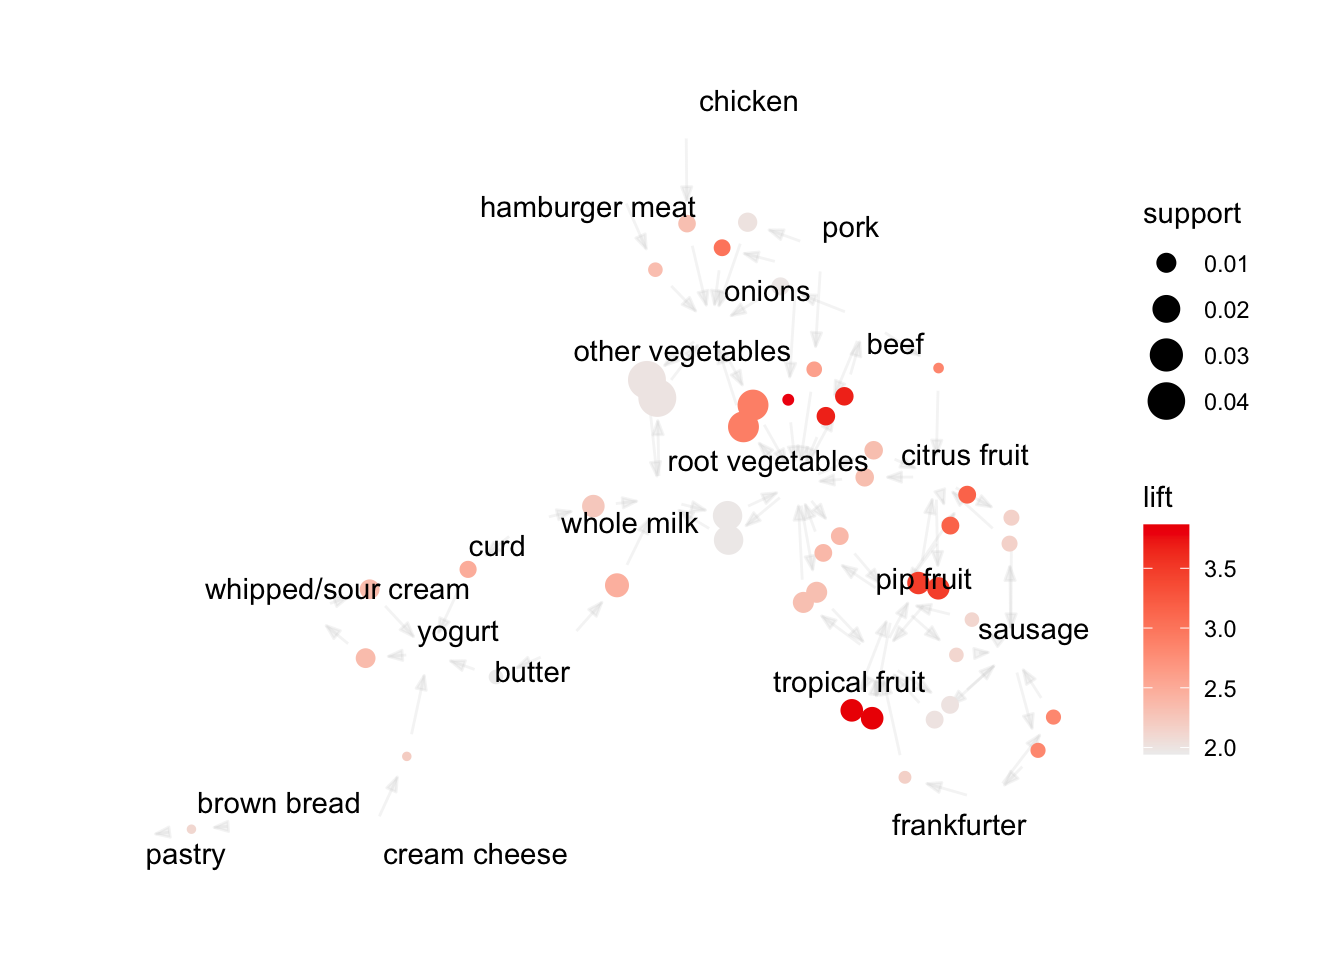 chicken
hamburger meat
pork
onions
other vegetables
beef
root vegetables
citrus fruit
whole milk
curd
whipped/sour cream
pip fruit
yogurt
sausage
butter
tropical fruit
brown bread
frankfurter
pastry
cream cheese
support
0.01
0.02
0.03
0.04
lift
3.5
3.0
2.5
2.0